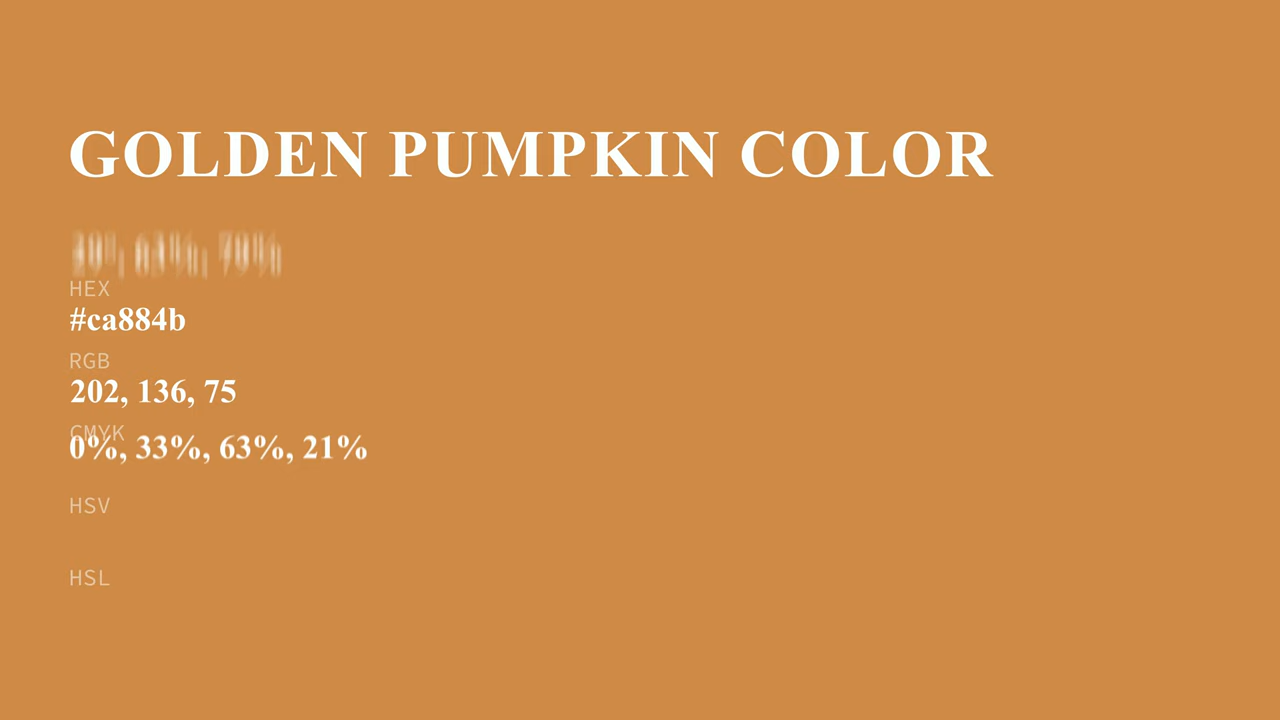 GOLDEN PUMPKIN COLOR
HEX
#ca884b
RGB
202, 136, 75
CMYK
0%, 33%, 63%, 21%
HSV
HSL